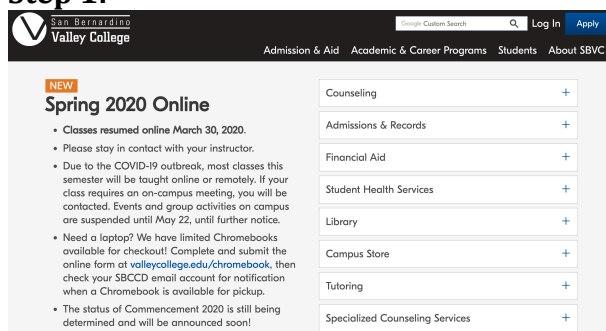 Step 1:
San Bernardino
Valley College
Google Custom Search
Log In
Apply
Admission & Aid Academic & Career Programs Students About SBVC
NEW
Spring 2020 Online
• Classes resumed online March 30, 2020.
• Please stay in contact with your instructor.
• Due to the COVID-19 outbreak, most classes this
semester will be taught online or remotely. If your
class requires an on-campus meeting, you will be
contacted. Events and group activities on campus
are suspended until May 22, until further notice.
• Need a laptop? We have limited Chromebooks
available for checkout! Complete and submit the
online form at valleycollege.edu/chromebook, then
check your SBCCD email account for notification
when a Chromebook is available for pickup.
• The status of Commencement 2020 is still being
determined and will be announced soon!
Counseling +
Admissions & Records +
Financial Aid +
Student Health Services +
Library +
Campus Store +
Tutoring +
Specialized Counseling Services +